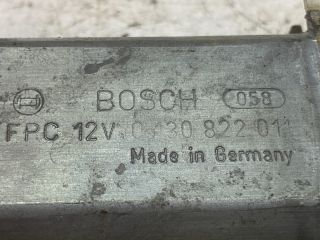 BOSCH 058
FPC 12V 0 130 822 011
Made in Germany